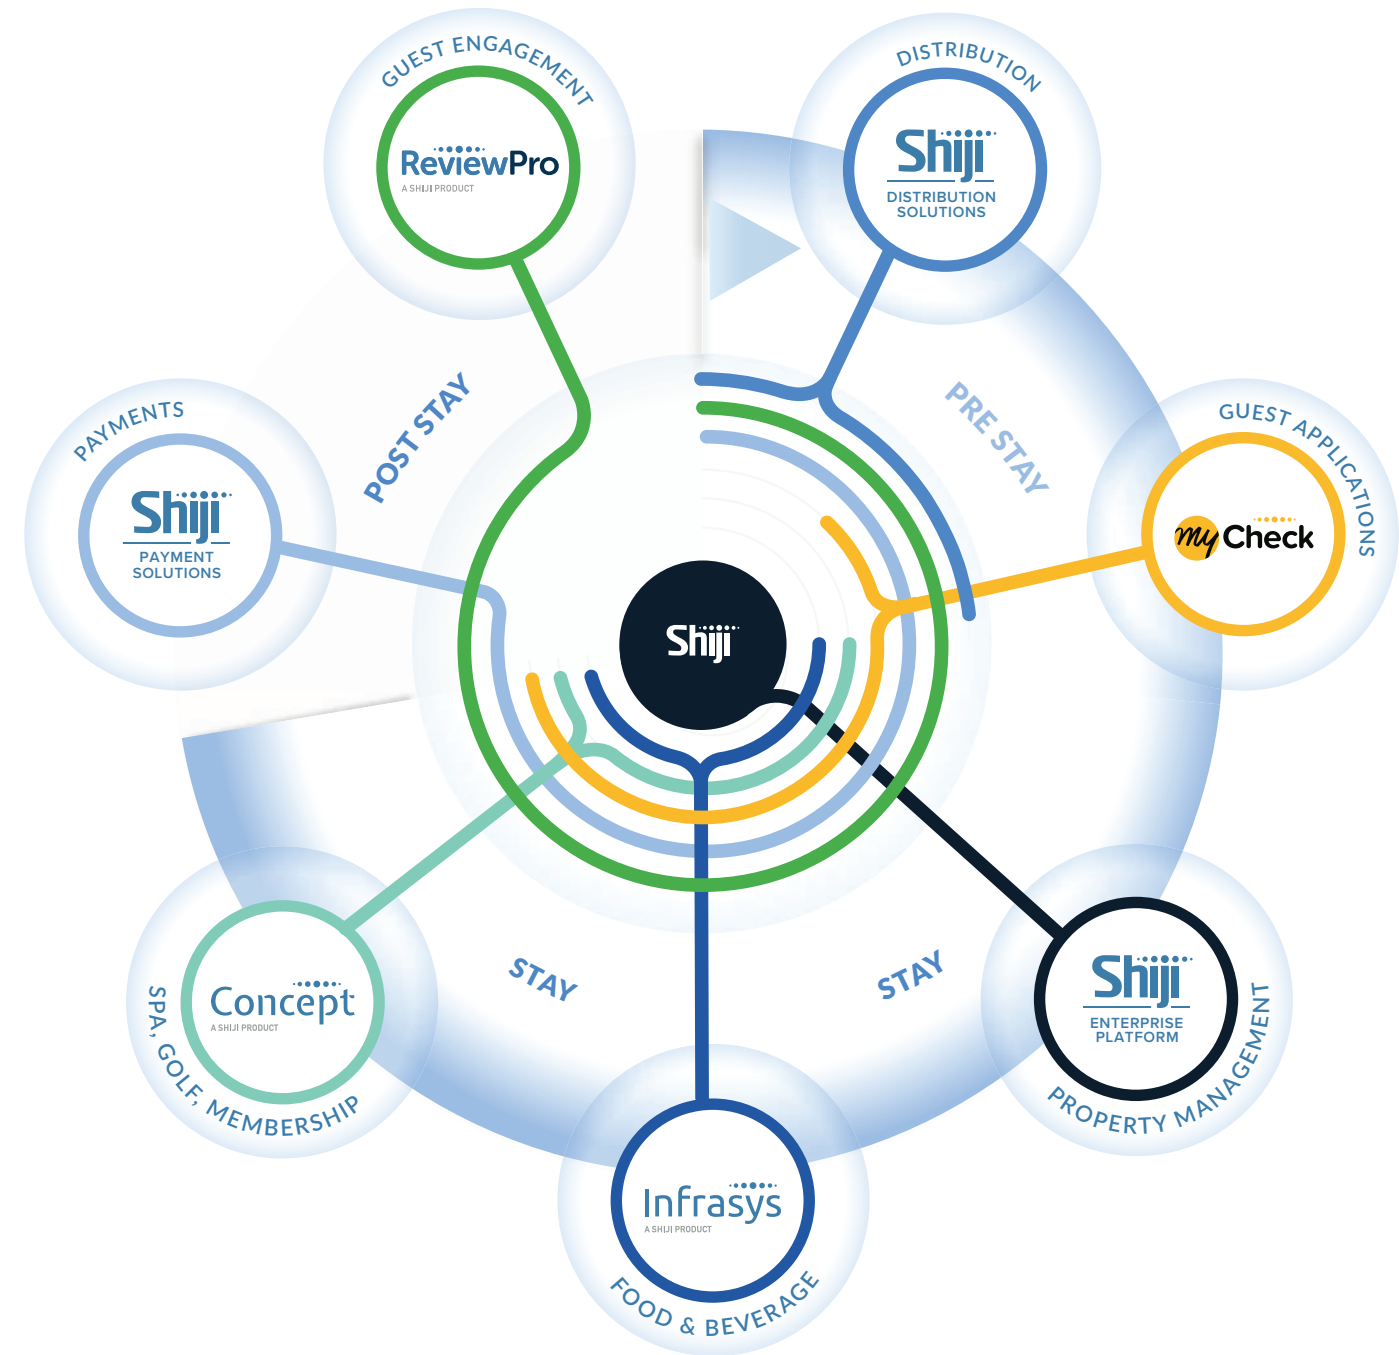 GUEST ENGAGEMENT
ReviewPro
A SHIJI PRODUCT
DISTRIBUTION
Shiji
DISTRIBUTION
SOLUTIONS
PAYMENTS
Shiji
PAYMENT
SOLUTIONS
POST STAY
PRE STAY
GUEST APPLICATIONS
my Check
Shiji
SPA, GOLF, MEMBERSHIP
Concept
A SHIJI PRODUCT
STAY
STAY
Shiji
ENTERPRISE
PLATFORM
PROPERTY MANAGEMENT
Infrasys
A SHIJI PRODUCT
FOOD & BEVERAGE